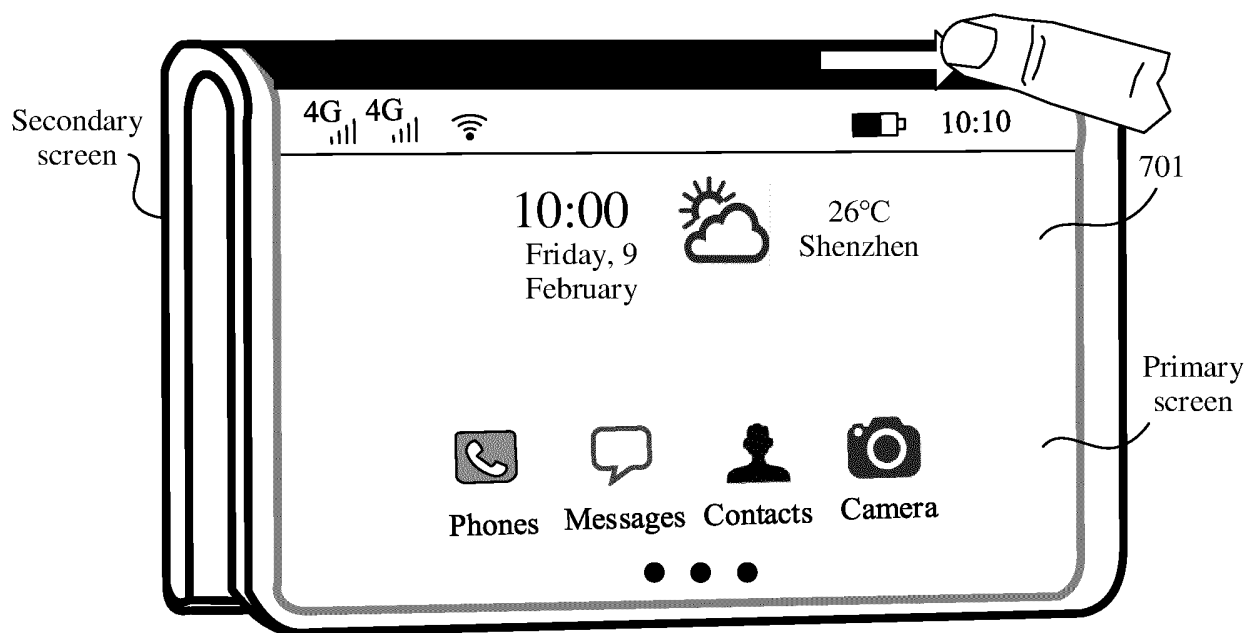 4G 4G 10:10
Secondary
screen
701
10:00
26°C
Friday, 9
Shenzhen
February
Primary
screen
Phones Messages Contacts Camera